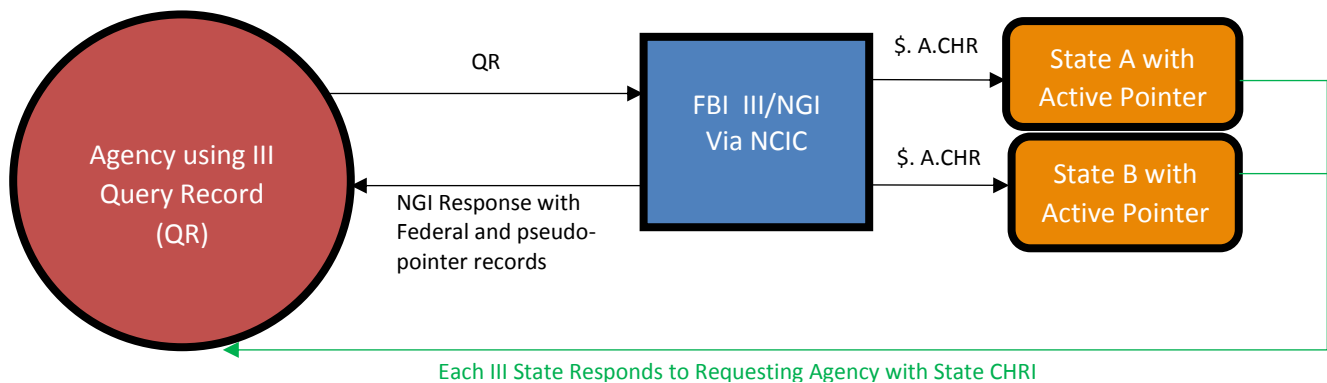 Agency using III
Query Record
(QR)
QR
NGI Response with
Federal and pseudo-
pointer records
FBI III/NGI
Via NCIC
$. A.CHR
$. A.CHR
State A with
Active Pointer
State B with
Active Pointer
Each III State Responds to Requesting Agency with State CHRI